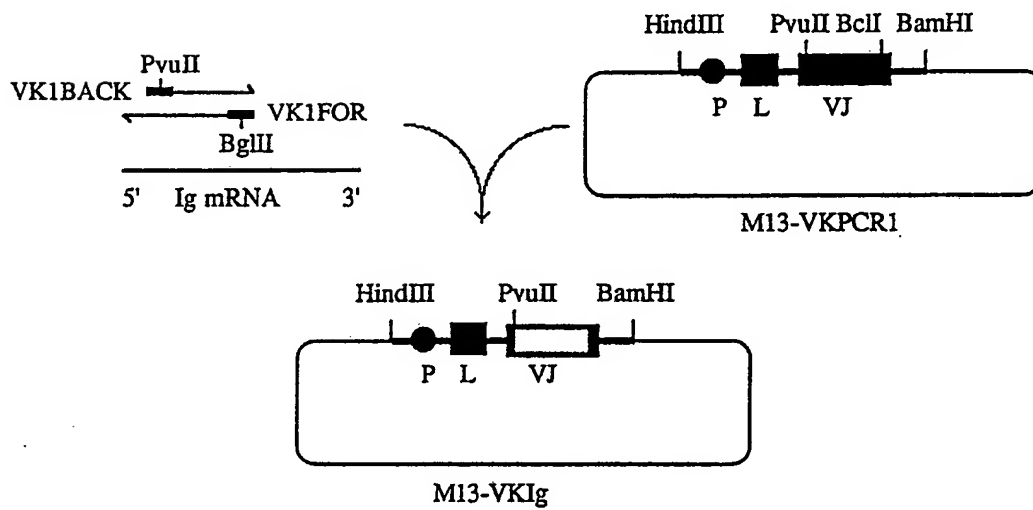 HindIII PvuII BclI BamHI
P L VJ
M13-VKPCR1
PvuII
VK1BACK
VK1FOR
BglII
5' Ig mRNA 3'
HindIII PvuII BamHI
P L VJ
M13-VKIg